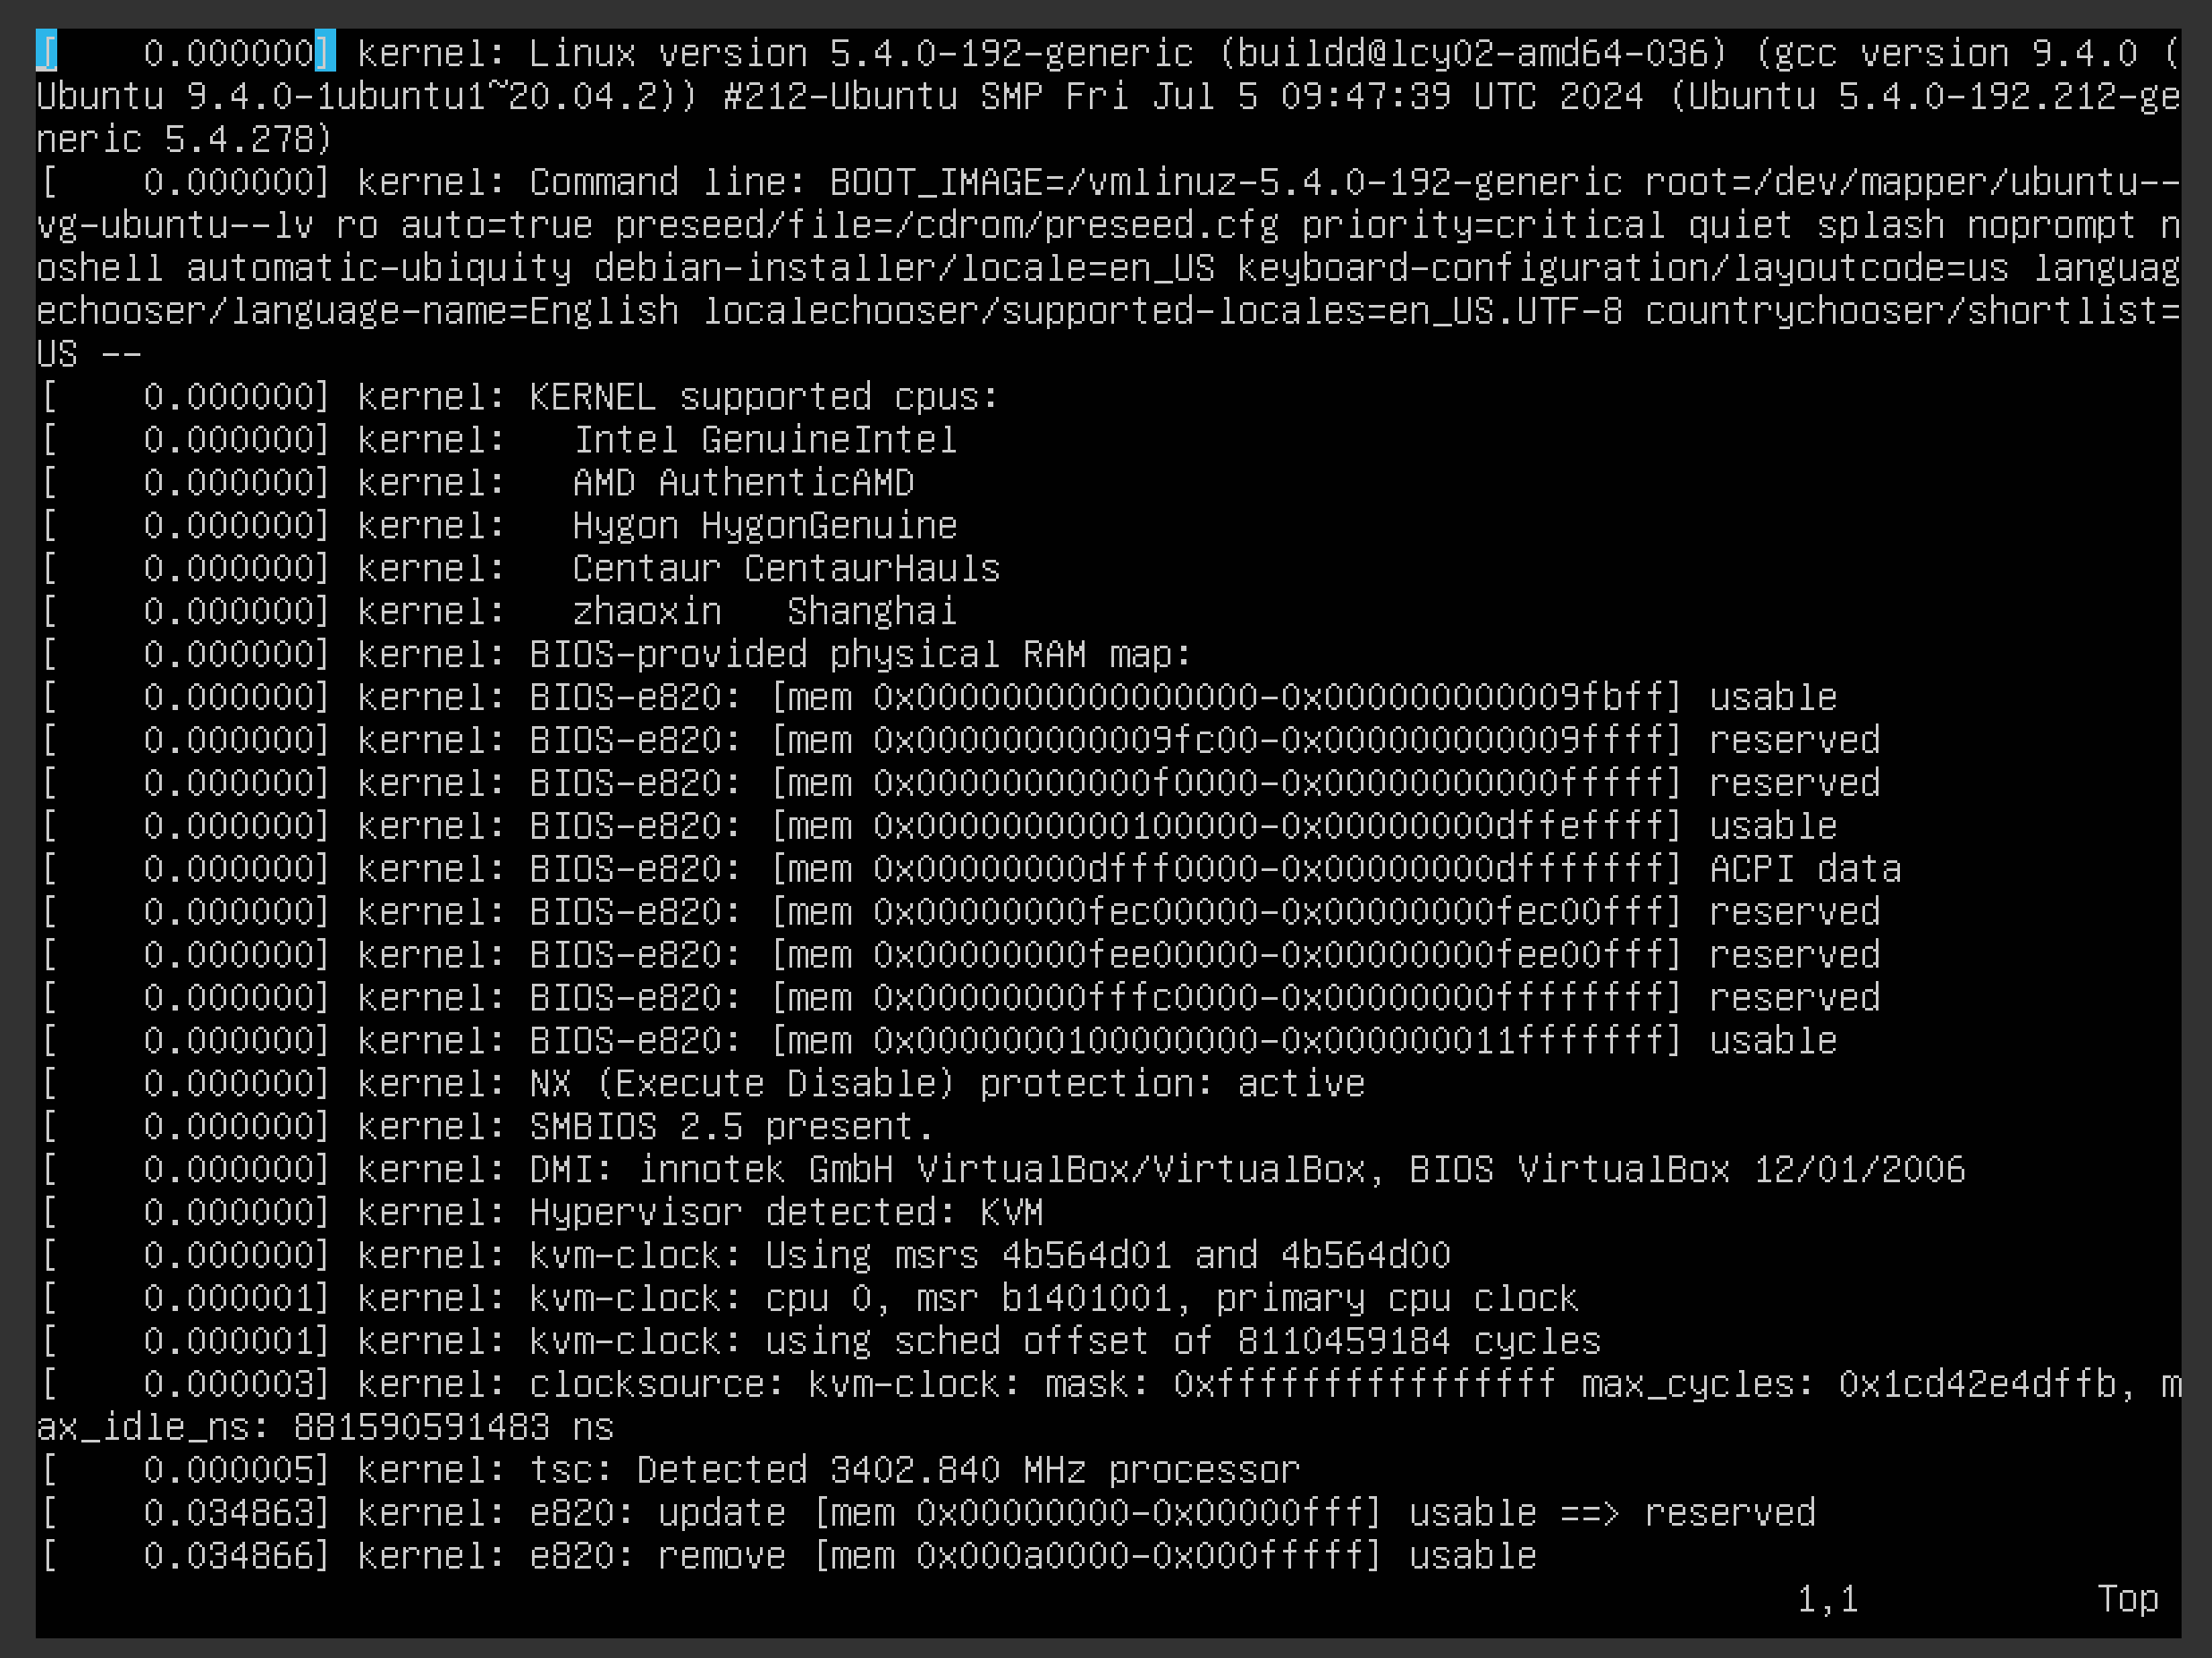 [    0.000000] kernel: Linux version 5.4.0-192-generic (buildd@lcy02-amd64-036) (gcc version 9.4.0 (
Ubuntu 9.4.0-1ubuntu1~20.04.2)) #212-Ubuntu SMP Fri Jul 5 09:47:39 UTC 2024 (Ubuntu 5.4.0-192.212-ge
neric 5.4.278)
[    0.000000] kernel: Command line: BOOT_IMAGE=/vmlinuz-5.4.0-192-generic root=/dev/mapper/ubuntu--
vg-ubuntu--lv ro auto=true preseed/file=/cdrom/preseed.cfg priority=critical quiet splash noprompt n
oshell automatic-ubiquity debian-installer/locale=en_US keyboard-configuration/layoutcode=us languag
echooser/language-name=English localechooser/supported-locales=en_US.UTF-8 countrychooser/shortlist=
US --
[    0.000000] kernel: KERNEL supported cpus:
[    0.000000] kernel:   Intel GenuineIntel
[    0.000000] kernel:   AMD AuthenticAMD
[    0.000000] kernel:   Hygon HygonGenuine
[    0.000000] kernel:   Centaur CentaurHauls
[    0.000000] kernel:   zhaoxin   Shanghai
[    0.000000] kernel: BIOS-provided physical RAM map:
[    0.000000] kernel: BIOS-e820: [mem 0x0000000000000000-0x000000000009fbff] usable
[    0.000000] kernel: BIOS-e820: [mem 0x000000000009fc00-0x000000000009ffff] reserved
[    0.000000] kernel: BIOS-e820: [mem 0x00000000000f0000-0x00000000000fffff] reserved
[    0.000000] kernel: BIOS-e820: [mem 0x0000000000100000-0x00000000dffeffff] usable
[    0.000000] kernel: BIOS-e820: [mem 0x00000000dfff0000-0x00000000dfffffff] ACPI data
[    0.000000] kernel: BIOS-e820: [mem 0x00000000fec00000-0x00000000fec00fff] reserved
[    0.000000] kernel: BIOS-e820: [mem 0x00000000fee00000-0x00000000fee00fff] reserved
[    0.000000] kernel: BIOS-e820: [mem 0x00000000fffc0000-0x00000000ffffffff] reserved
[    0.000000] kernel: BIOS-e820: [mem 0x0000000100000000-0x000000011fffffff] usable
[    0.000000] kernel: NX (Execute Disable) protection: active
[    0.000000] kernel: SMBIOS 2.5 present.
[    0.000000] kernel: DMI: innotek GmbH VirtualBox/VirtualBox, BIOS VirtualBox 12/01/2006
[    0.000000] kernel: Hypervisor detected: KVM
[    0.000000] kernel: kvm-clock: Using msrs 4b564d01 and 4b564d00
[    0.000001] kernel: kvm-clock: cpu 0, msr b1401001, primary cpu clock
[    0.000001] kernel: kvm-clock: using sched offset of 8110459184 cycles
[    0.000003] kernel: clocksource: kvm-clock: mask: 0xffffffffffffffff max_cycles: 0x1cd42e4dffb, m
ax_idle_ns: 881590591483 ns
[    0.000005] kernel: tsc: Detected 3402.840 MHz processor
[    0.034863] kernel: e820: update [mem 0x00000000-0x00000fff] usable ==> reserved
[    0.034866] kernel: e820: remove [mem 0x000a0000-0x000fffff] usable
1,1           Top